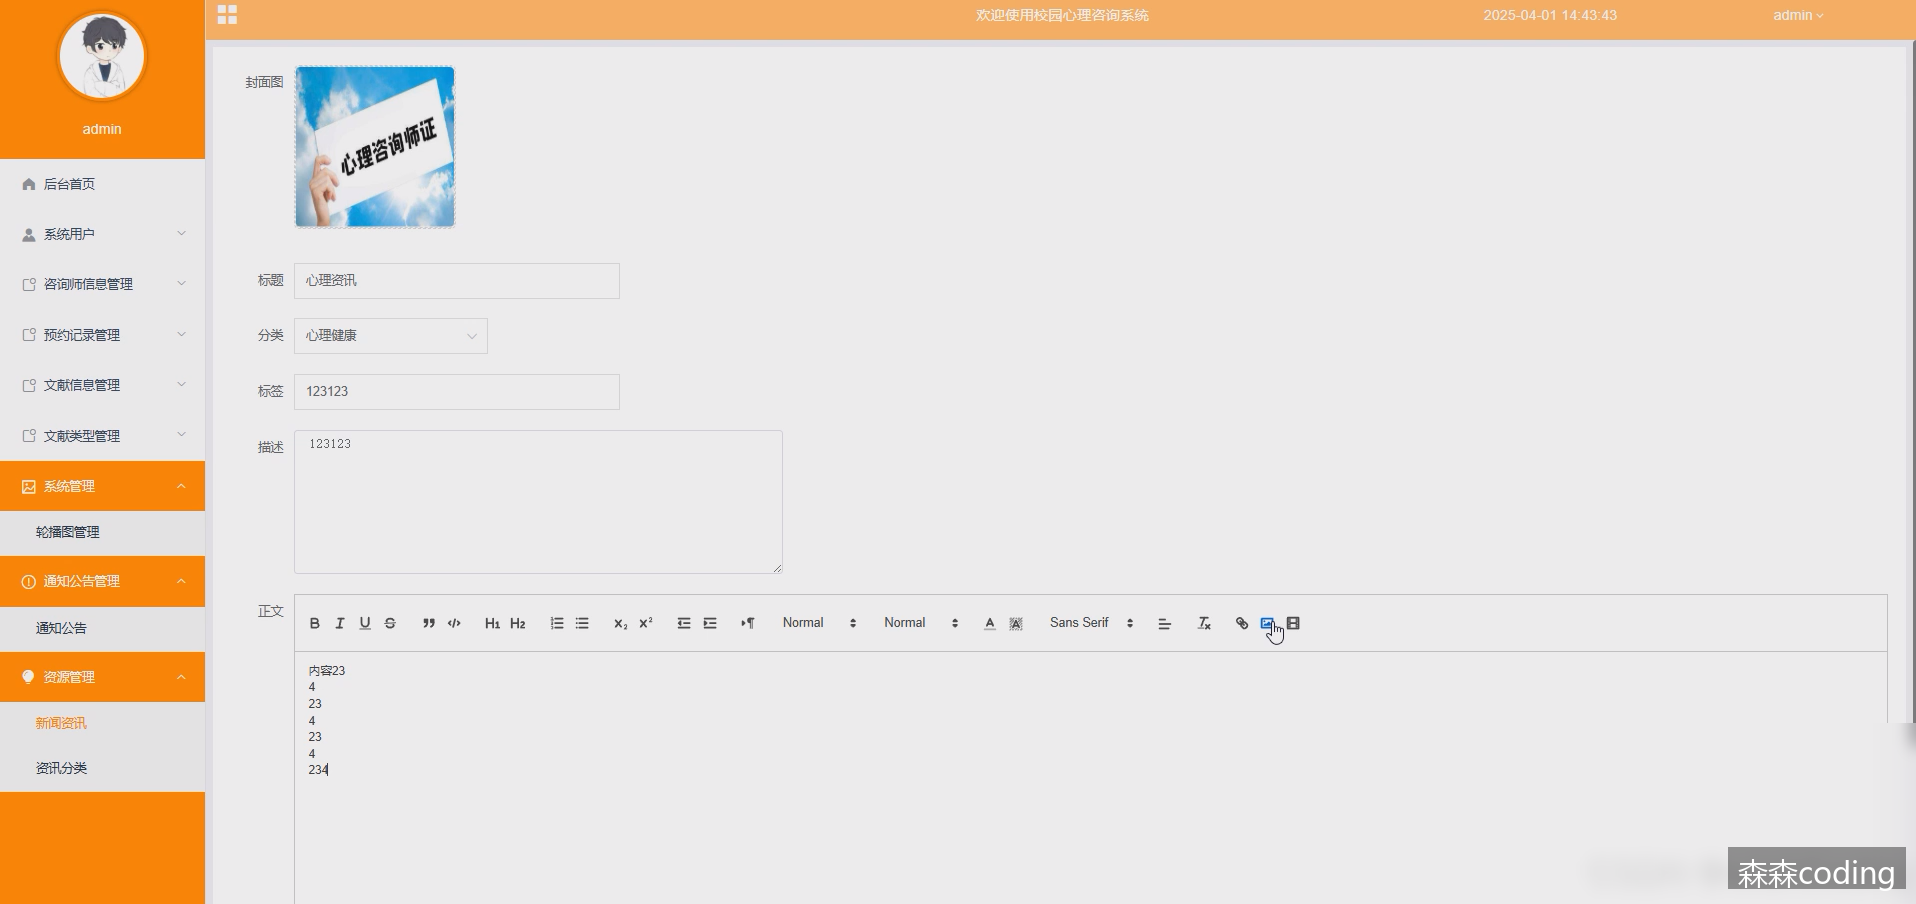 欢迎使用校园心理咨询系统
2025-04-01 14:43:43
admin
admin
后台首页
系统用户
咨询师信息管理
预约记录管理
文献信息管理
文献类型管理
系统管理
轮播图管理
通知公告管理
通知公告
资源管理
新闻资讯
资讯分类
封面图
心理咨询师证
标题
心理资讯
分类
心理健康
标签
123123
描述
123123
正文
B I U S H1 H2 x₂ x² Normal Normal A A Sans Serif Tx
内容23
4
23
4
23
4
234
森森coding